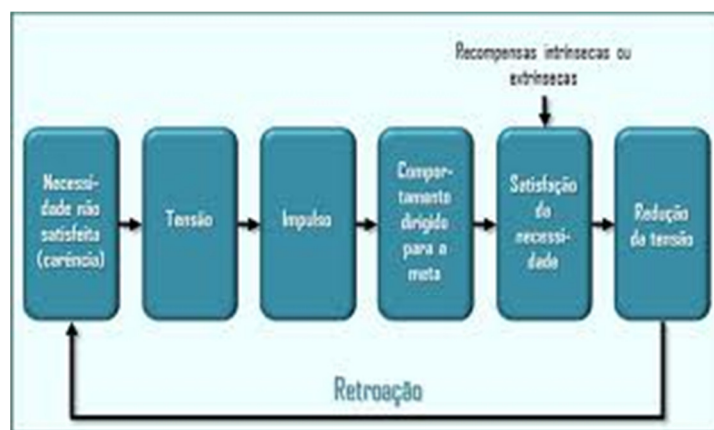 Recompensas intrínsecas ou
extrínsecas
Necessi-
dade não
satisfeita
(carência)
Tensão
Impulso
Compor-
tamento
dirigido
para a
meta
Satisfação
da
necessi-
dade
Redução
da tensão
Retroação